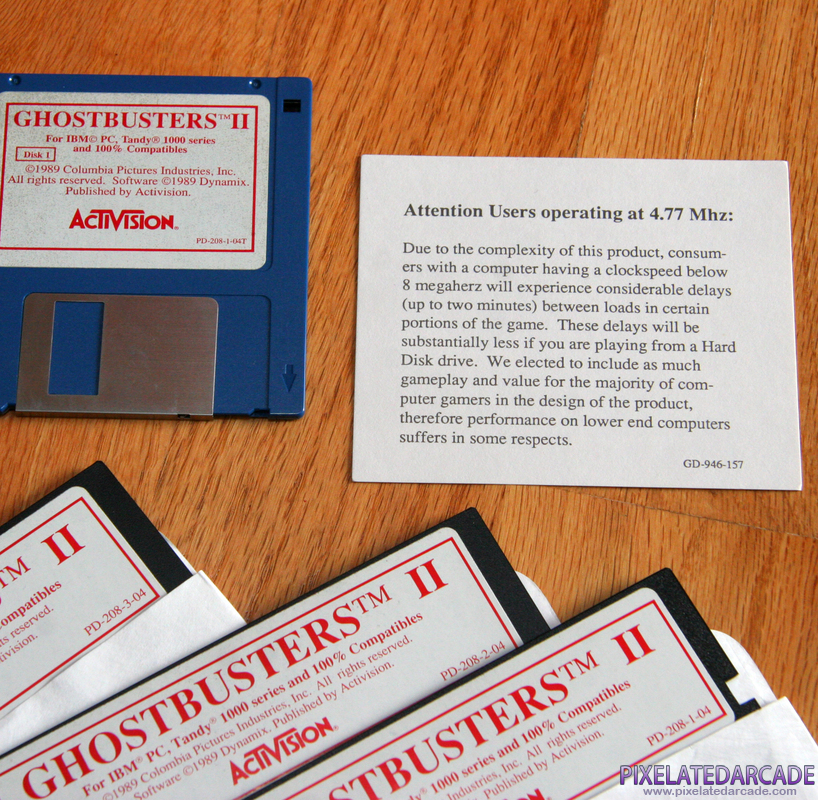 GHOSTBUSTERS™ II
For IBM© PC, Tandy® 1000 series
and 100% Compatibles
Disk 1
©1989 Columbia Pictures Industries, Inc.
All rights reserved. Software ©1989 Dynamix.
Published by Activision.
ACTIVISION®
PD-208-1-04T
Attention Users operating at 4.77 Mhz:
Due to the complexity of this product, consum-
ers with a computer having a clockspeed below
8 megaherz will experience considerable delays
(up to two minutes) between loads in certain
portions of the game. These delays will be
substantially less if you are playing from a Hard
Disk drive. We elected to include as much
gameplay and value for the majority of com-
puter gamers in the design of the product,
therefore performance on lower end computers
suffers in some respects.
GD-946-157
TM II
Compatibles
reserved.
PD-208-3-04
GHOSTBUSTERS™ II
For IBM® PC, Tandy® 1000 series and 100% Compatibles
©1989 Columbia Pictures Industries, Inc. All rights reserved.
Software ©1989 Dynamix. Published by Activision.
ACTIVISION®
PD-208-2-04
GHOSTBUSTERS™ II
Tandy® 1000 series and 100% Compatibles
Industries, Inc. All rights reserved.
Published by Activision.
PD-208-1-04
PIXELATEDARCADE
www.pixelatedarcade.com